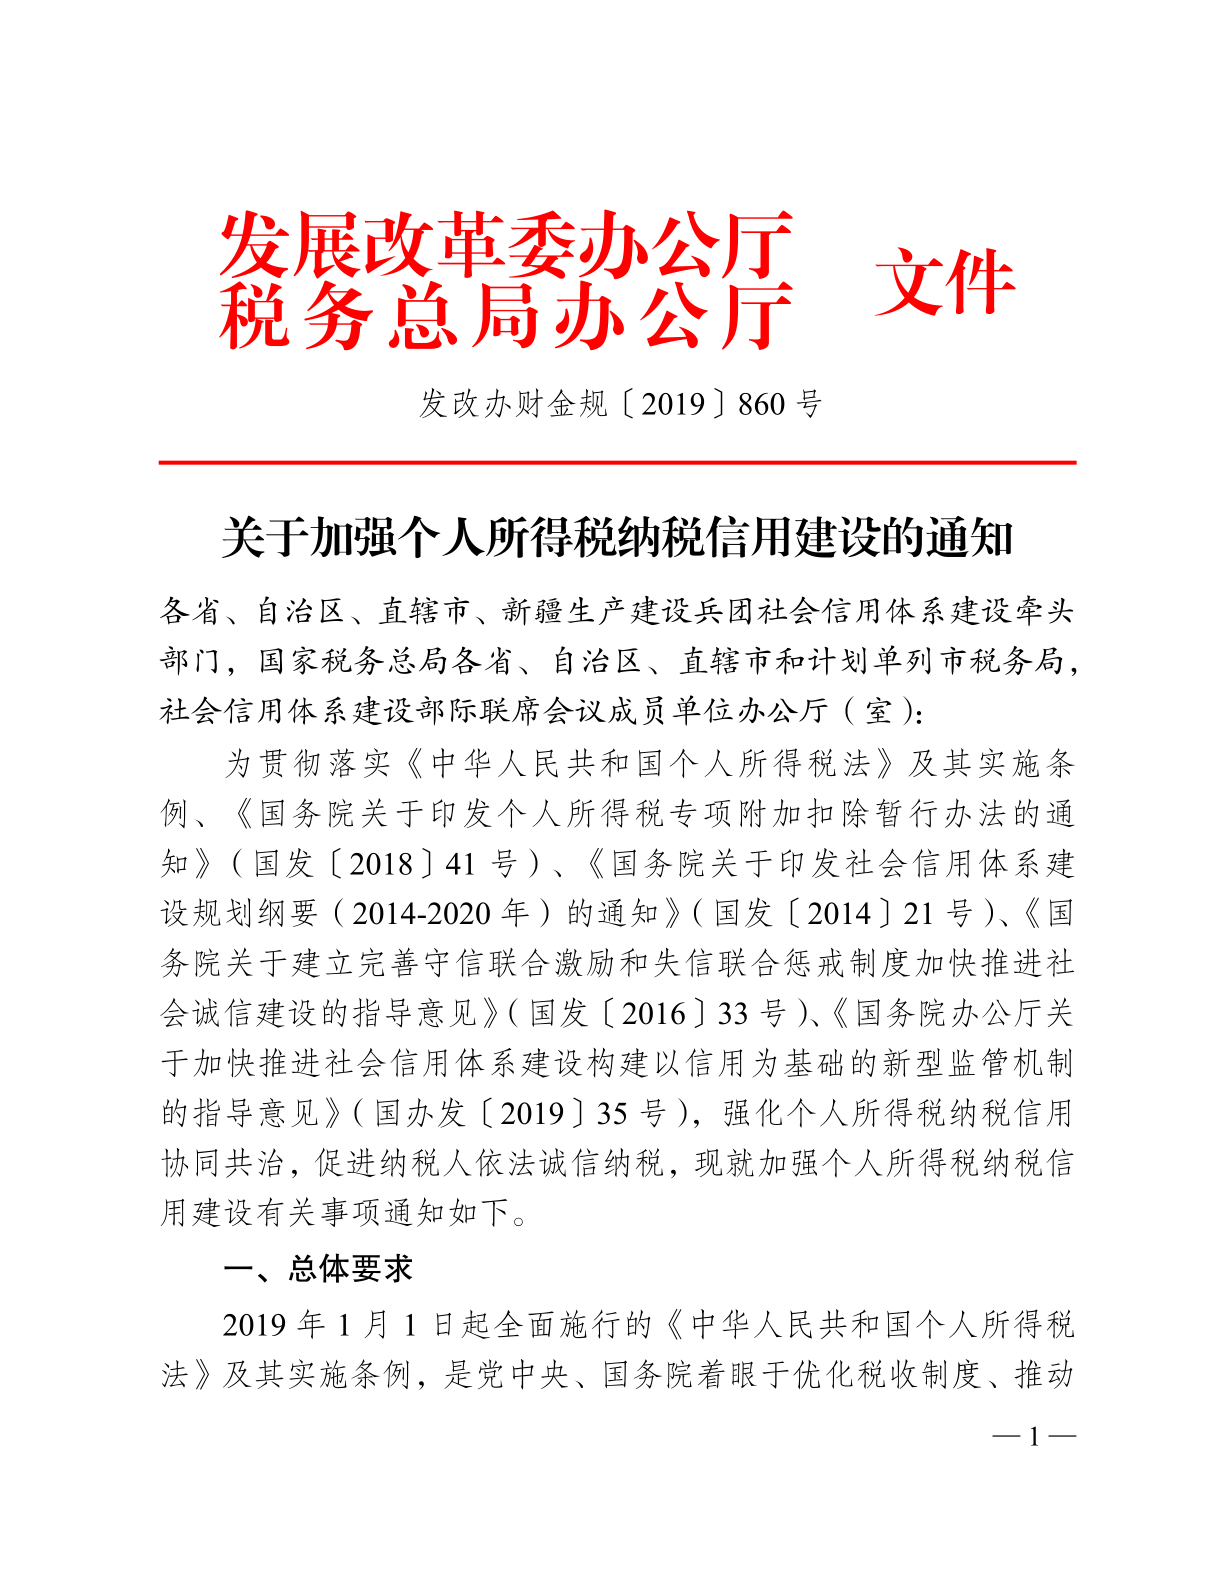 发展改革委办公厅
税务总局办公厅
文件
发改办财金规〔2019〕860 号
关于加强个人所得税纳税信用建设的通知
各省、自治区、直辖市、新疆生产建设兵团社会信用体系建设牵头
部门，国家税务总局各省、自治区、直辖市和计划单列市税务局，
社会信用体系建设部际联席会议成员单位办公厅（室）：
为贯彻落实《中华人民共和国个人所得税法》及其实施条
例、《国务院关于印发个人所得税专项附加扣除暂行办法的通
知》（国发〔2018〕41 号）、《国务院关于印发社会信用体系建
设规划纲要（2014-2020 年）的通知》（国发〔2014〕21 号）、《国
务院关于建立完善守信联合激励和失信联合惩戒制度加快推进社
会诚信建设的指导意见》（国发〔2016〕33 号）、《国务院办公厅关
于加快推进社会信用体系建设构建以信用为基础的新型监管机制
的指导意见》（国办发〔2019〕35 号），强化个人所得税纳税信用
协同共治，促进纳税人依法诚信纳税，现就加强个人所得税纳税信
用建设有关事项通知如下。
一、总体要求
2019 年 1 月 1 日起全面施行的《中华人民共和国个人所得税
法》及其实施条例，是党中央、国务院着眼于优化税收制度、推动
— 1 —